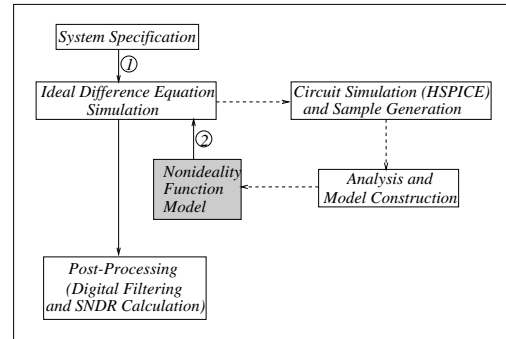 System Specification
1
Ideal Difference Equation
Simulation
Circuit Simulation (HSPICE)
and Sample Generation
2
Nonideality
Function
Model
Analysis and
Model Construction
Post-Processing
(Digital Filtering
and SNDR Calculation)